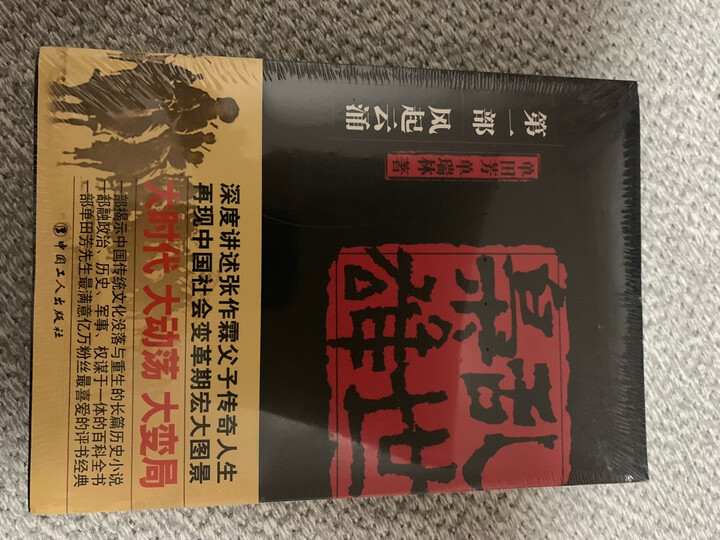 乱世
枭雄
单田芳 单瑞林 著
第一部 风起云涌
深度讲述张作霖父子传奇人生
再现中国社会变革期宏大图景
大时代 大动荡 大变局
一部揭示中国传统文化没落与重生的长篇历史小说
一部融政治、历史、军事、权谋于一体的百科全书
一部单田芳先生最满意亿万粉丝最喜爱的评书经典
中国工人出版社